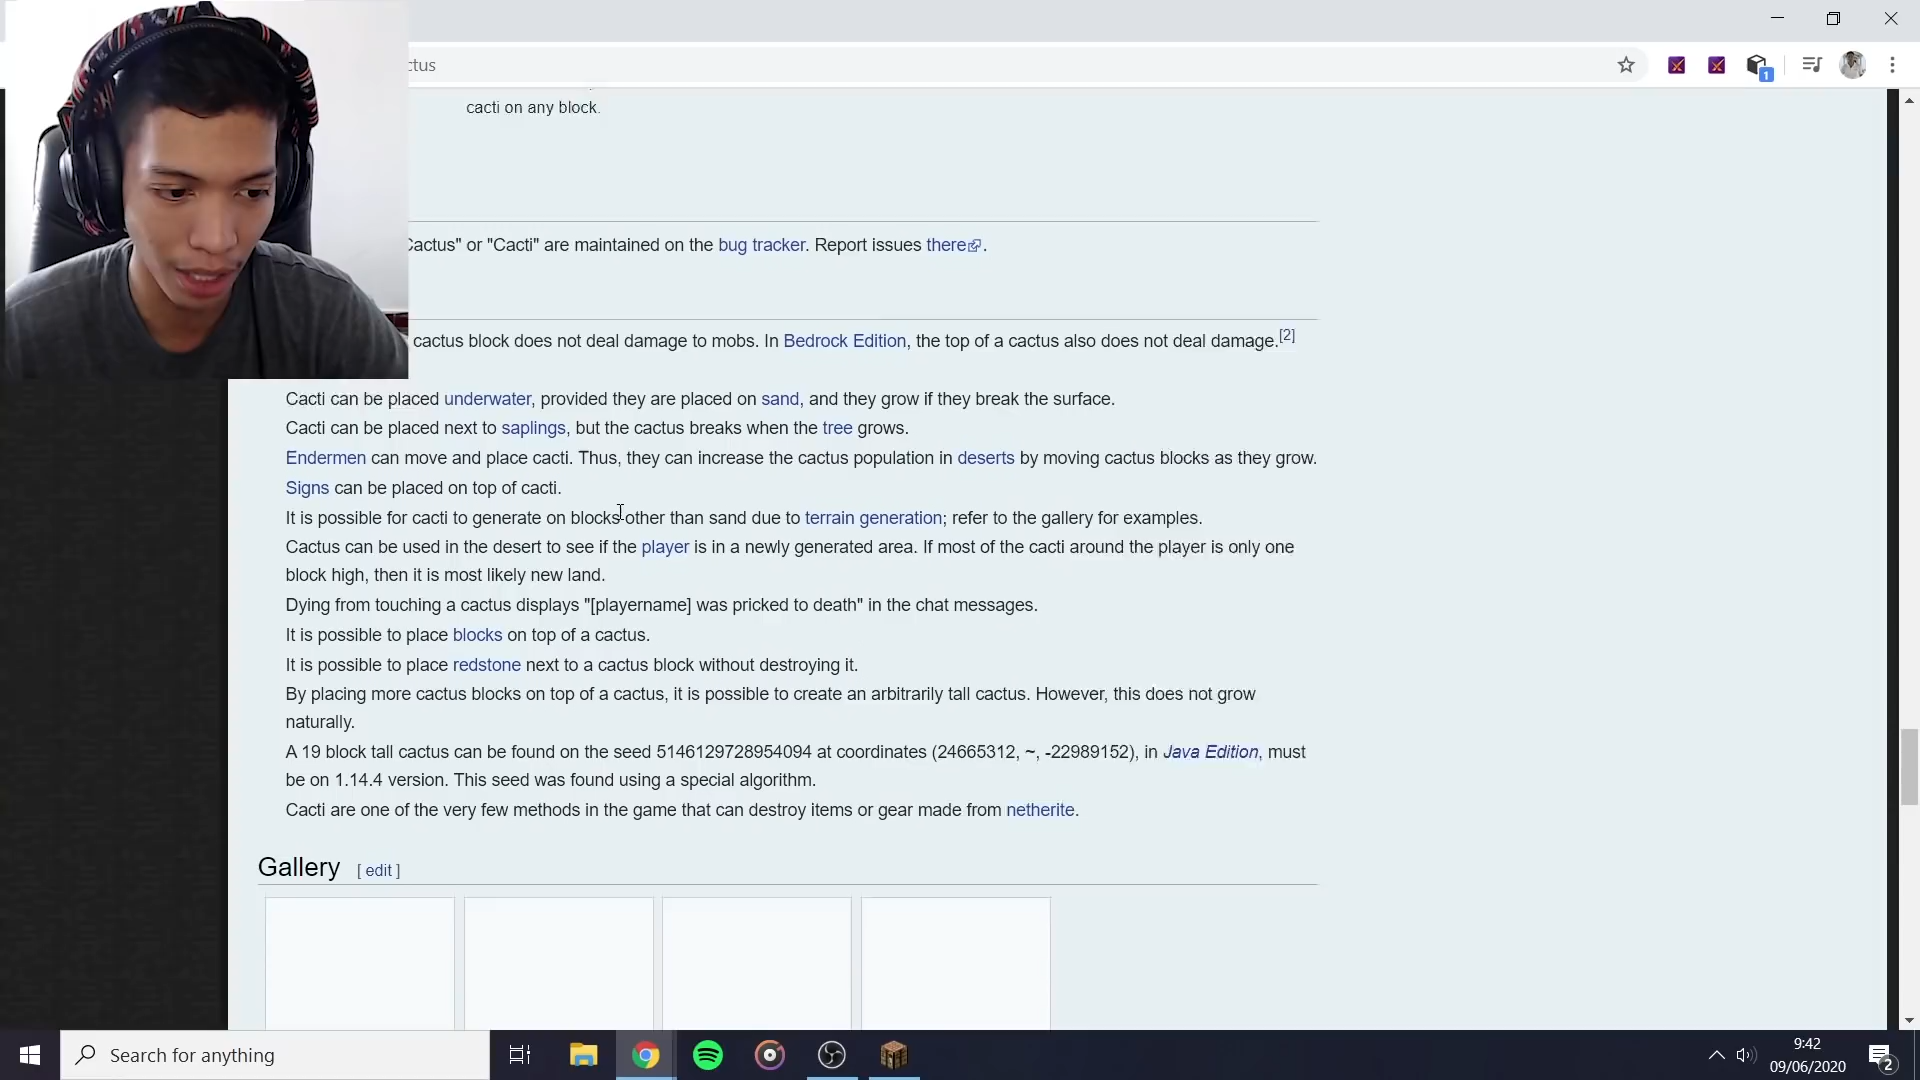 ctus
1
cacti on any block.
Cactus" or "Cacti" are maintained on the bug tracker. Report issues there.
cactus block does not deal damage to mobs. In Bedrock Edition, the top of a cactus also does not deal damage.[2]
Cacti can be placed underwater, provided they are placed on sand, and they grow if they break the surface.
Cacti can be placed next to saplings, but the cactus breaks when the tree grows.
Endermen can move and place cacti. Thus, they can increase the cactus population in deserts by moving cactus blocks as they grow.
Signs can be placed on top of cacti.
It is possible for cacti to generate on blocks other than sand due to terrain generation; refer to the gallery for examples.
Cactus can be used in the desert to see if the player is in a newly generated area. If most of the cacti around the player is only one
block high, then it is most likely new land.
Dying from touching a cactus displays "[playername] was pricked to death" in the chat messages.
It is possible to place blocks on top of a cactus.
It is possible to place redstone next to a cactus block without destroying it.
By placing more cactus blocks on top of a cactus, it is possible to create an arbitrarily tall cactus. However, this does not grow
naturally.
A 19 block tall cactus can be found on the seed 5146129728954094 at coordinates (24665312, ~, -22989152), in Java Edition, must
be on 1.14.4 version. This seed was found using a special algorithm.
Cacti are one of the very few methods in the game that can destroy items or gear made from netherite.
Gallery [ edit ]
Search for anything
9:42
09/06/2020
2